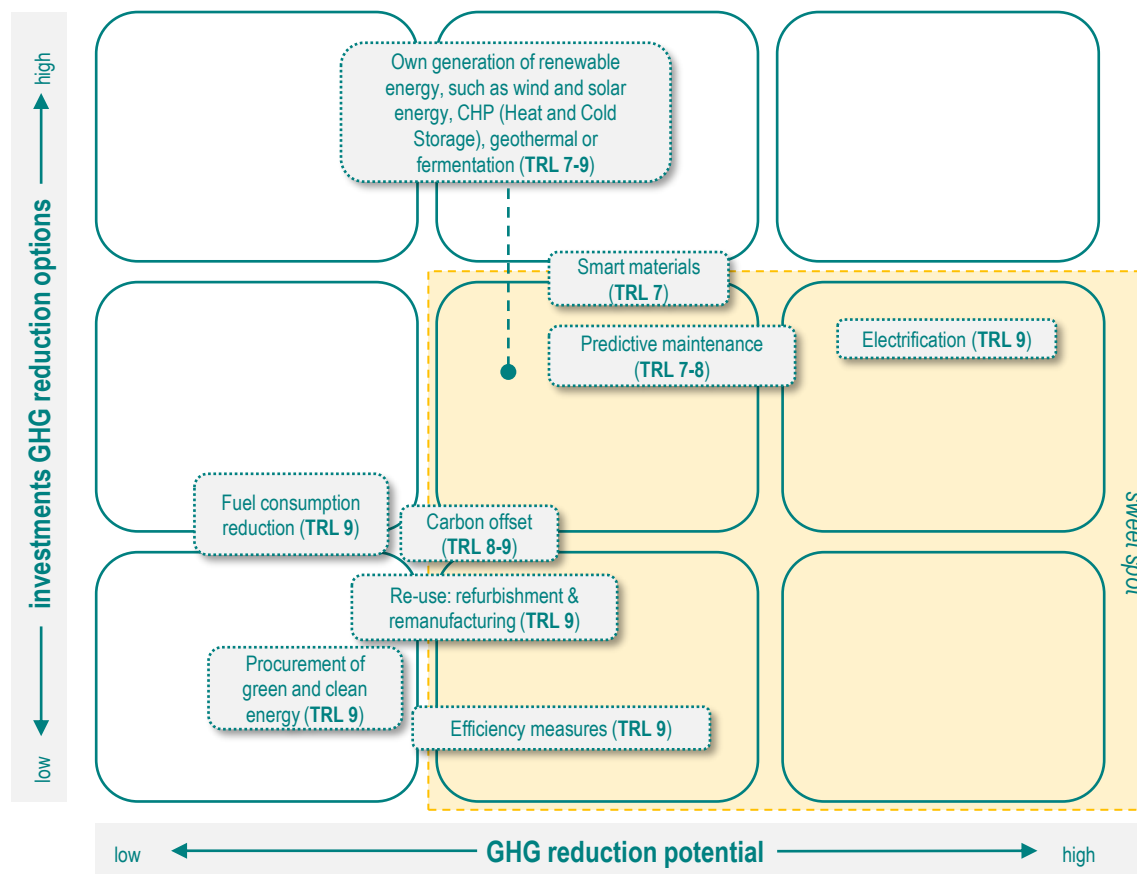 high
investments GHG reduction options
low
Own generation of renewable
energy, such as wind and solar
energy, CHP (Heat and Cold
Storage), geothermal or
fermentation (TRL 7-9)
Smart materials
(TRL 7)
Predictive maintenance
(TRL 7-8)
Electrification (TRL 9)
Fuel consumption
reduction (TRL 9)
Carbon offset
(TRL 8-9)
Re-use: refurbishment &
remanufacturing (TRL 9)
Procurement of
green and clean
energy (TRL 9)
Efficiency measures (TRL 9)
sweet spot
low
GHG reduction potential
high